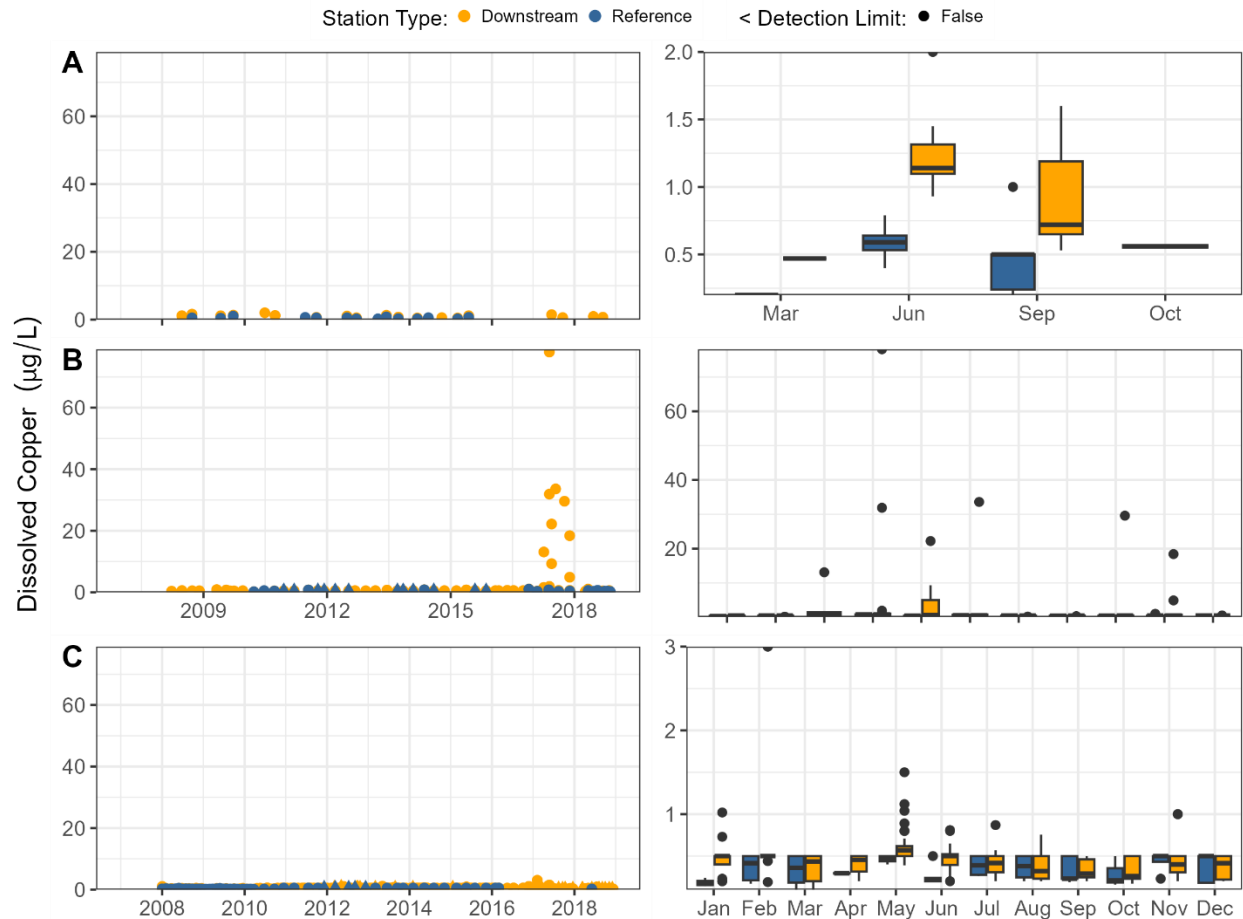 Station Type: Downstream Reference < Detection Limit: False
Dissolved Copper (µg/L)
A
60
40
20
0
2.0
1.5
1.0
0.5
Mar Jun Sep Oct
B
60
40
20
0
2009 2012 2015 2018
60
40
20
C
60
40
20
0
2008 2010 2012 2014 2016 2018
3
2
1
Jan Feb Mar Apr May Jun Jul Aug Sep Oct Nov Dec